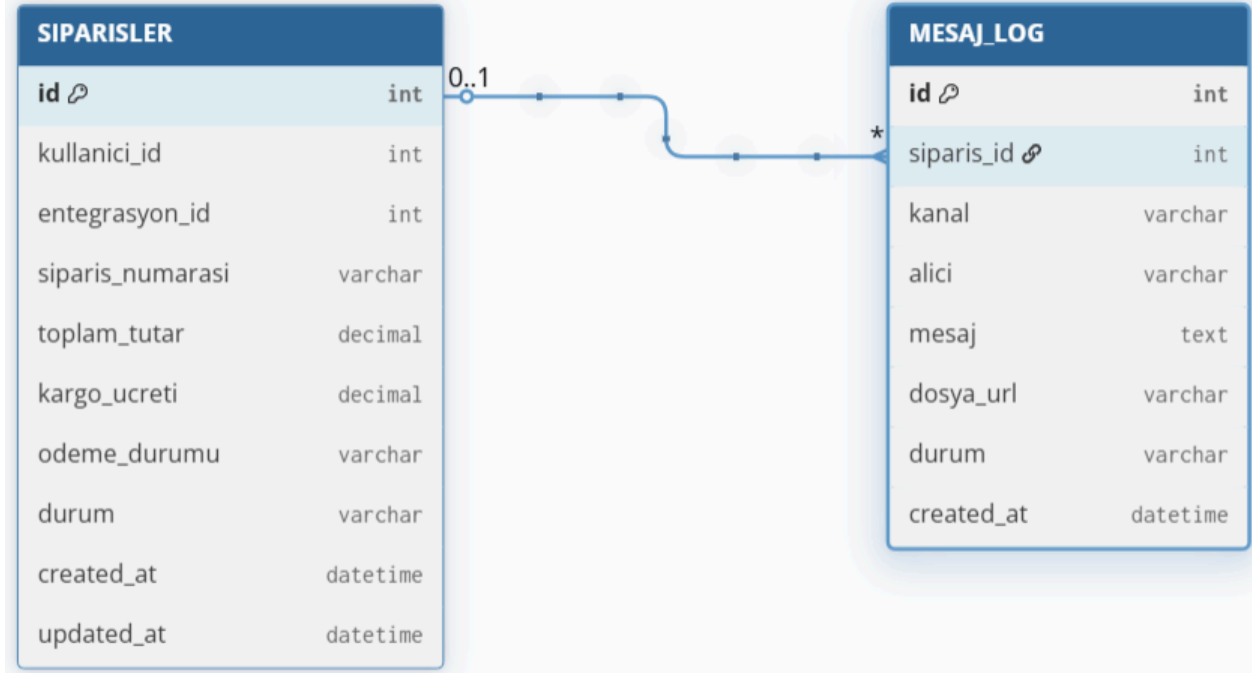 SIPARISLER
id int
kullanici_id int
entegrasyon_id int
siparis_numarasi varchar
toplam_tutar decimal
kargo_ucreti decimal
odeme_durumu varchar
durum varchar
created_at datetime
updated_at datetime
0..1
*
MESAJ_LOG
id int
siparis_id int
kanal varchar
alici varchar
mesaj text
dosya_url varchar
durum varchar
created_at datetime